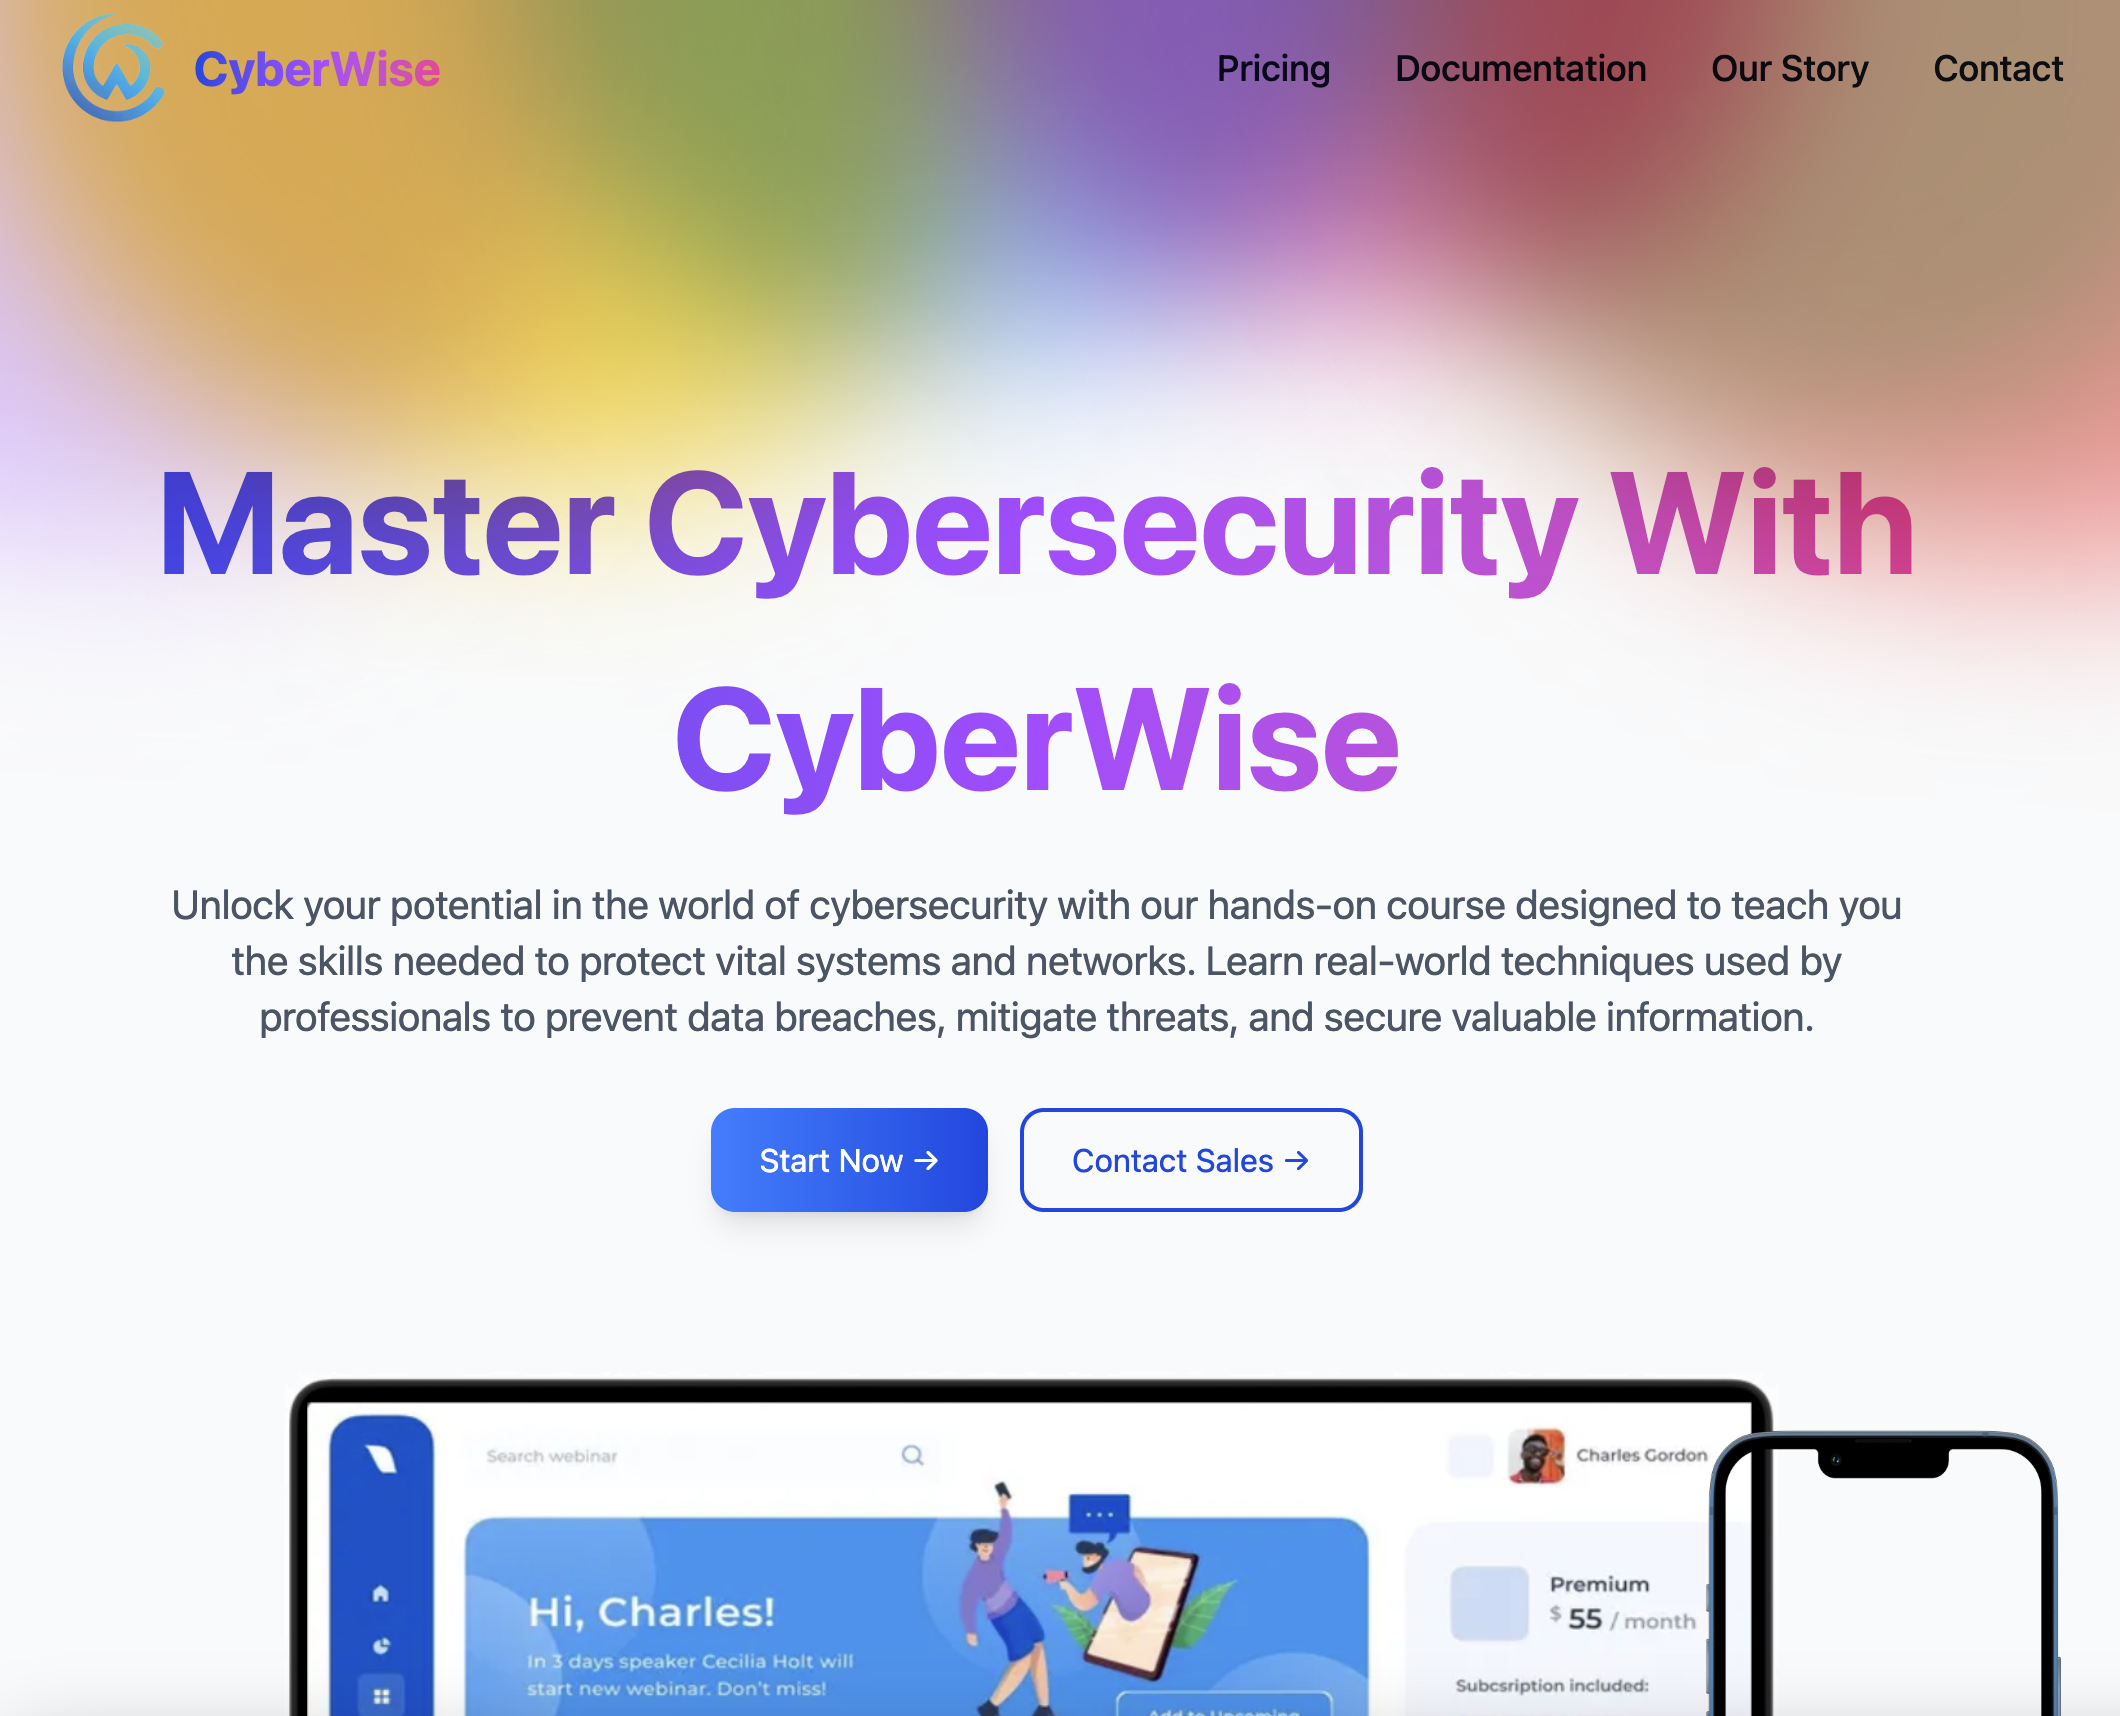 CyberWise
Pricing
Documentation
Our Story
Contact
Master Cybersecurity With
CyberWise
Unlock your potential in the world of cybersecurity with our hands-on course designed to teach you
the skills needed to protect vital systems and networks. Learn real-world techniques used by
professionals to prevent data breaches, mitigate threats, and secure valuable information.
Start Now →
Contact Sales →
Search webinar
Charles Gordon
Hi, Charles!
In 3 days speaker Cecilia Holt will
start new webinar. Don't miss!
Add to Upcoming
Premium
$ 55 / month
Subcsription included: